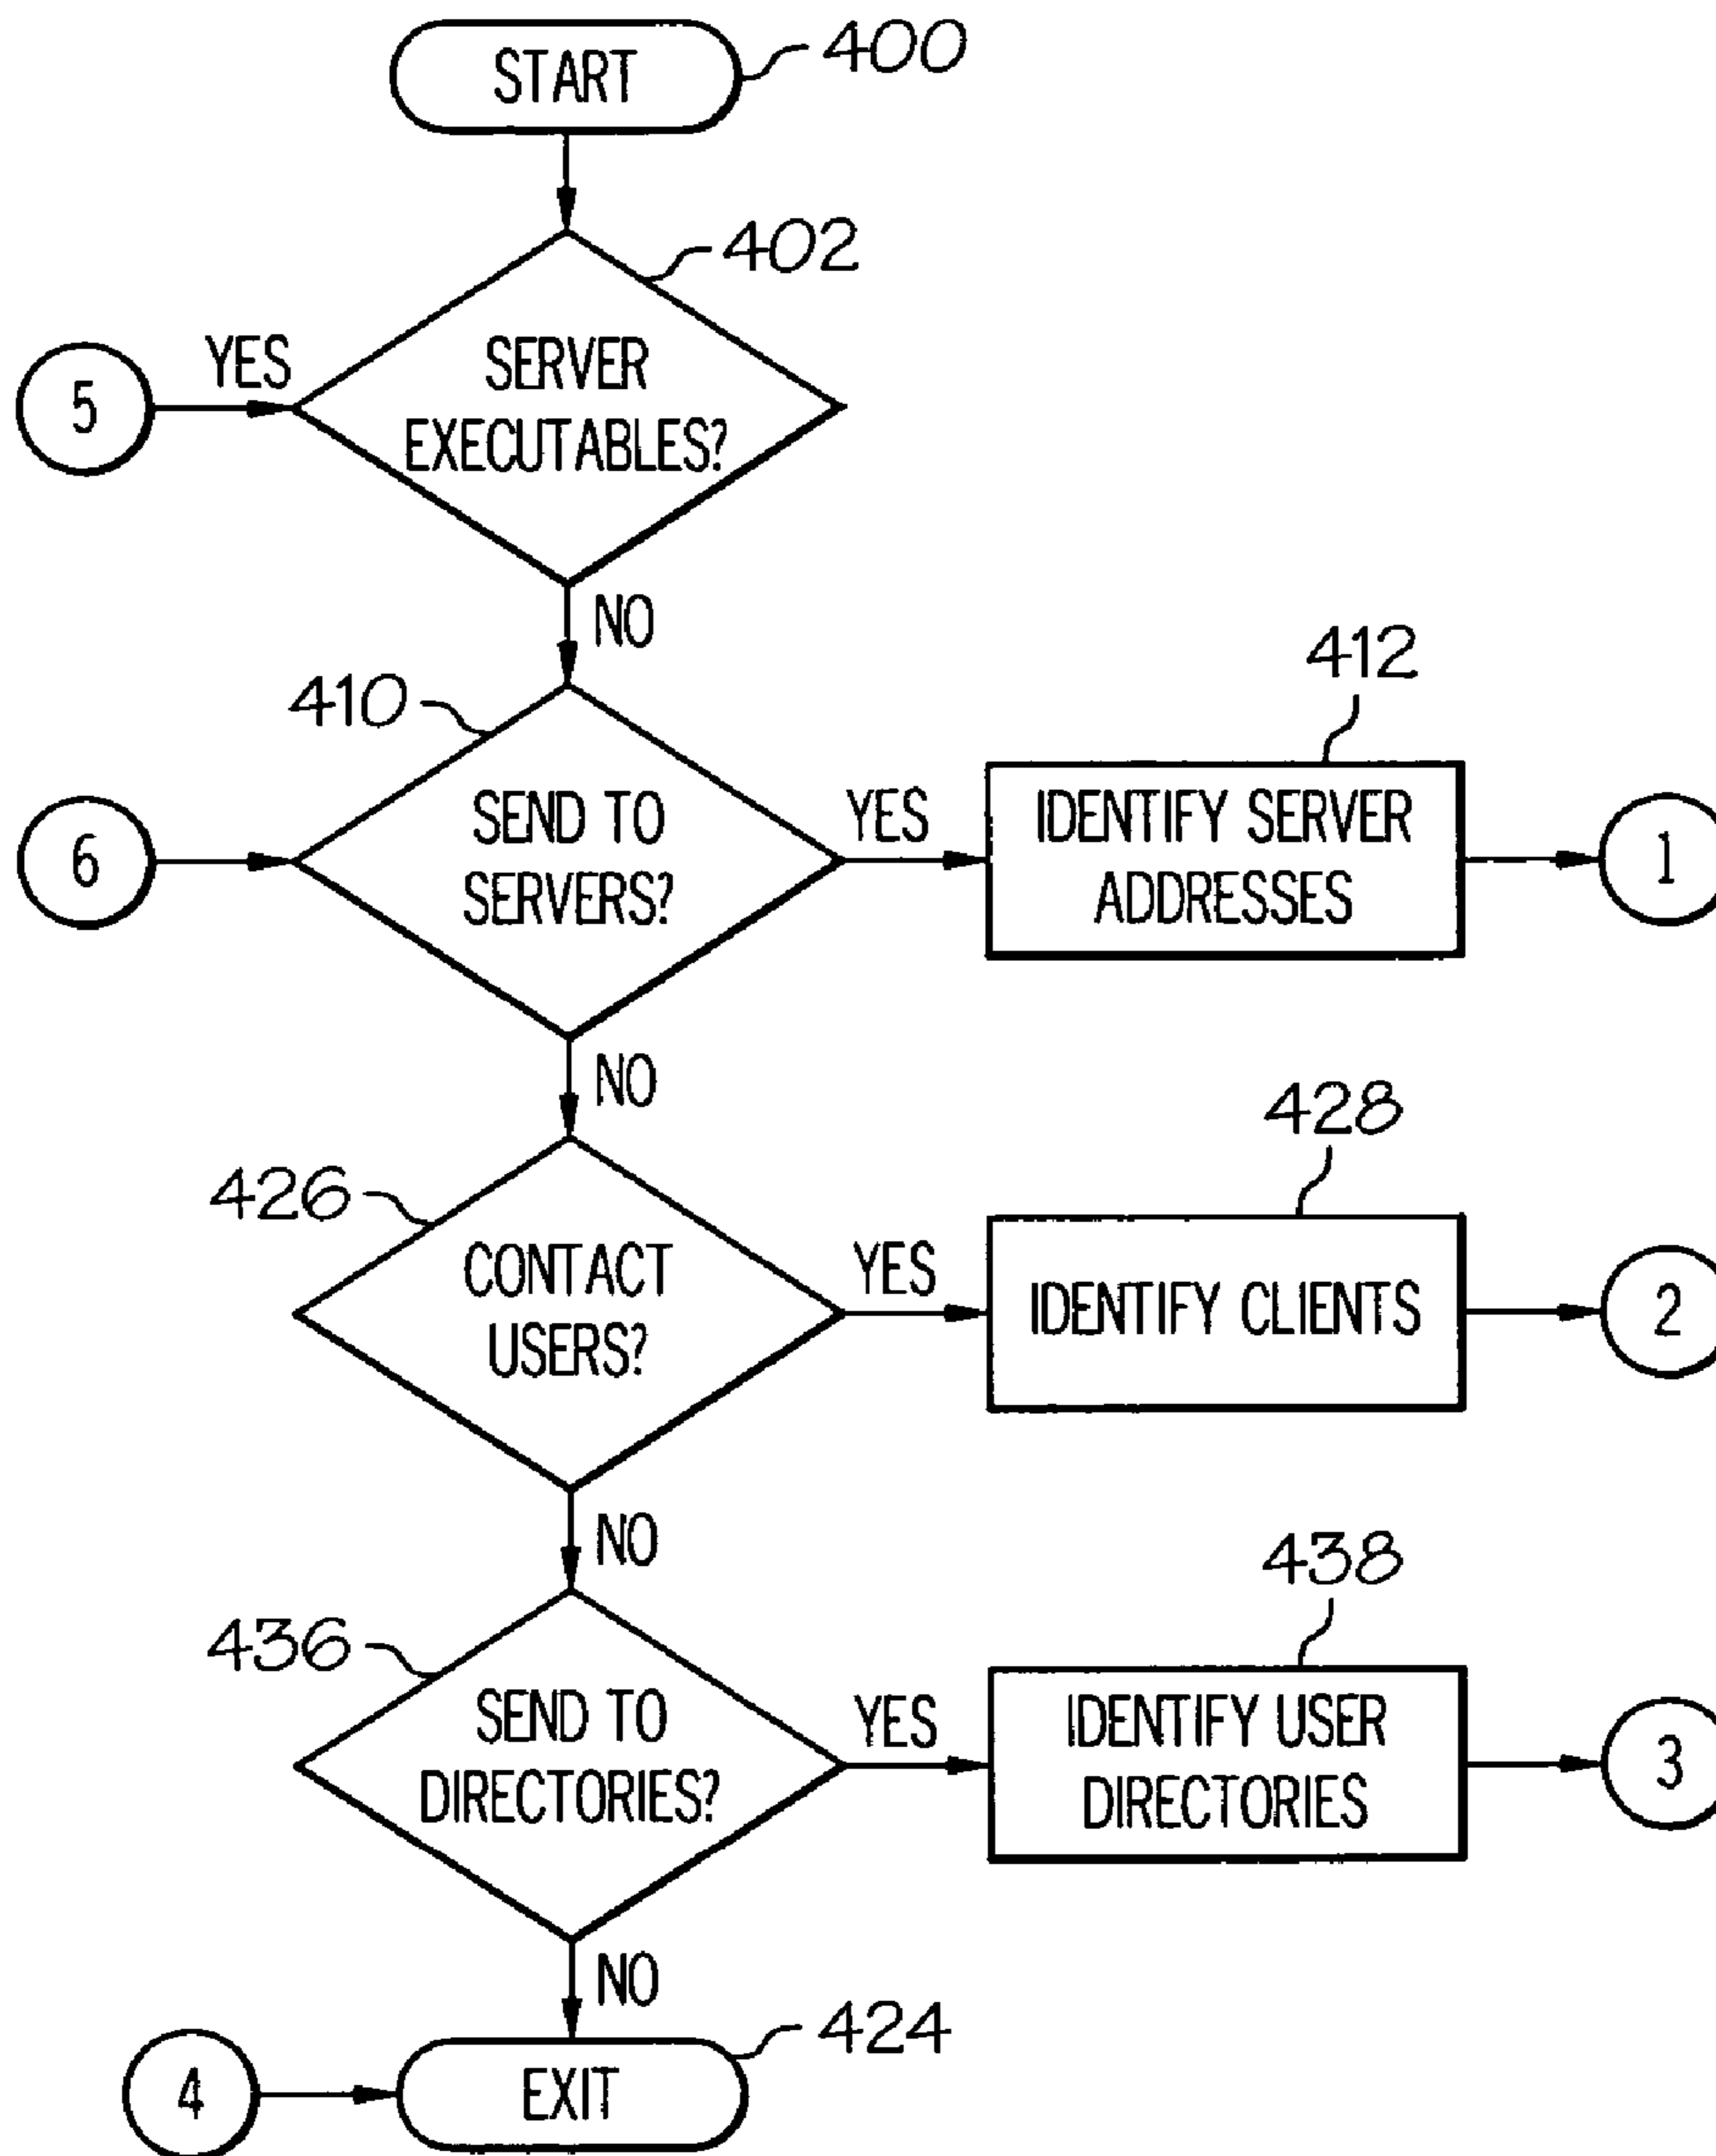 START
400
402
YES
5
SERVER
EXECUTABLES?
NO
410
412
6
SEND TO
SERVERS?
YES
IDENTIFY SERVER
ADDRESSES
1
NO
426
428
CONTACT
USERS?
YES
IDENTIFY CLIENTS
2
NO
436
438
SEND TO
DIRECTORIES?
YES
IDENTIFY USER
DIRECTORIES
3
NO
424
4
EXIT